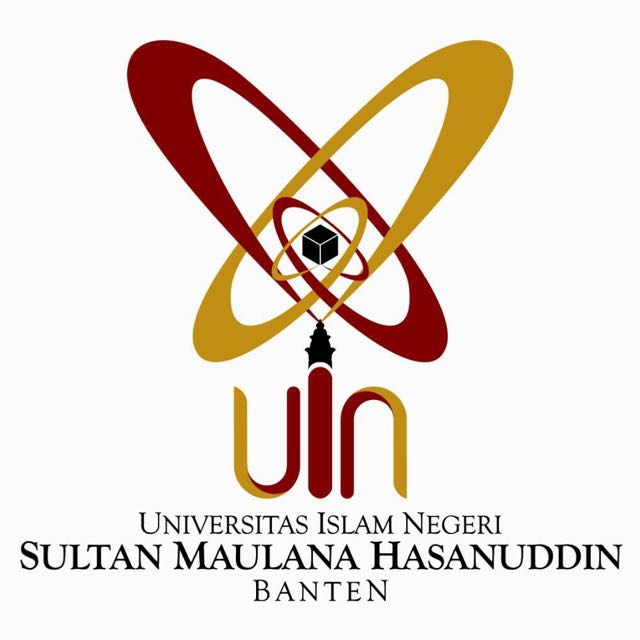 uin
UNIVERSITAS ISLAM NEGERI
SULTAN MAULANA HASANUDDIN
BANTEN